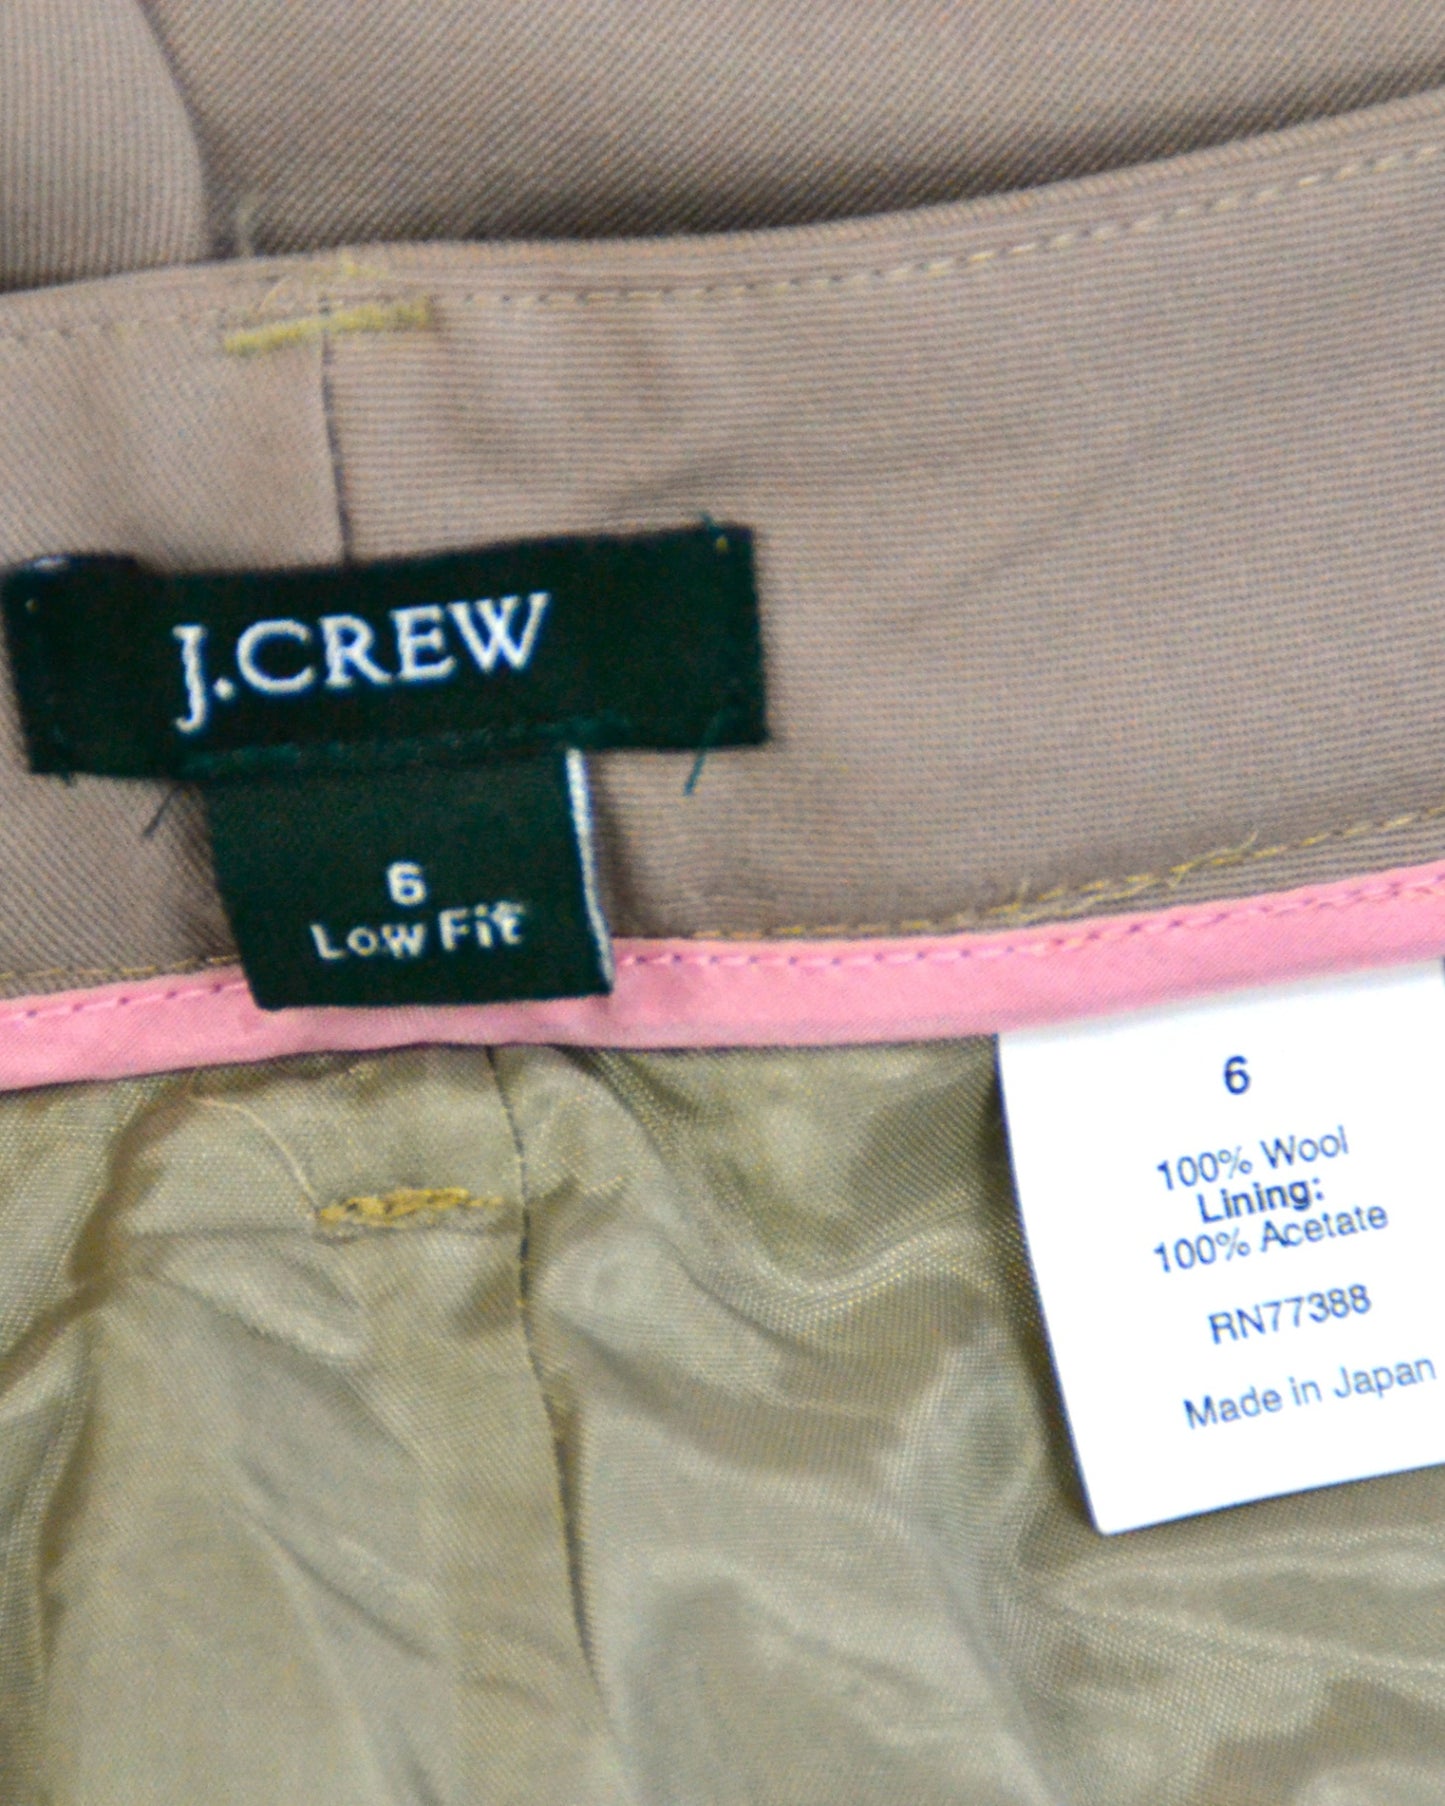 J.CREW
6
Low Fit
6
100% Wool
Lining:
100% Acetate
RN77388
Made in Japan